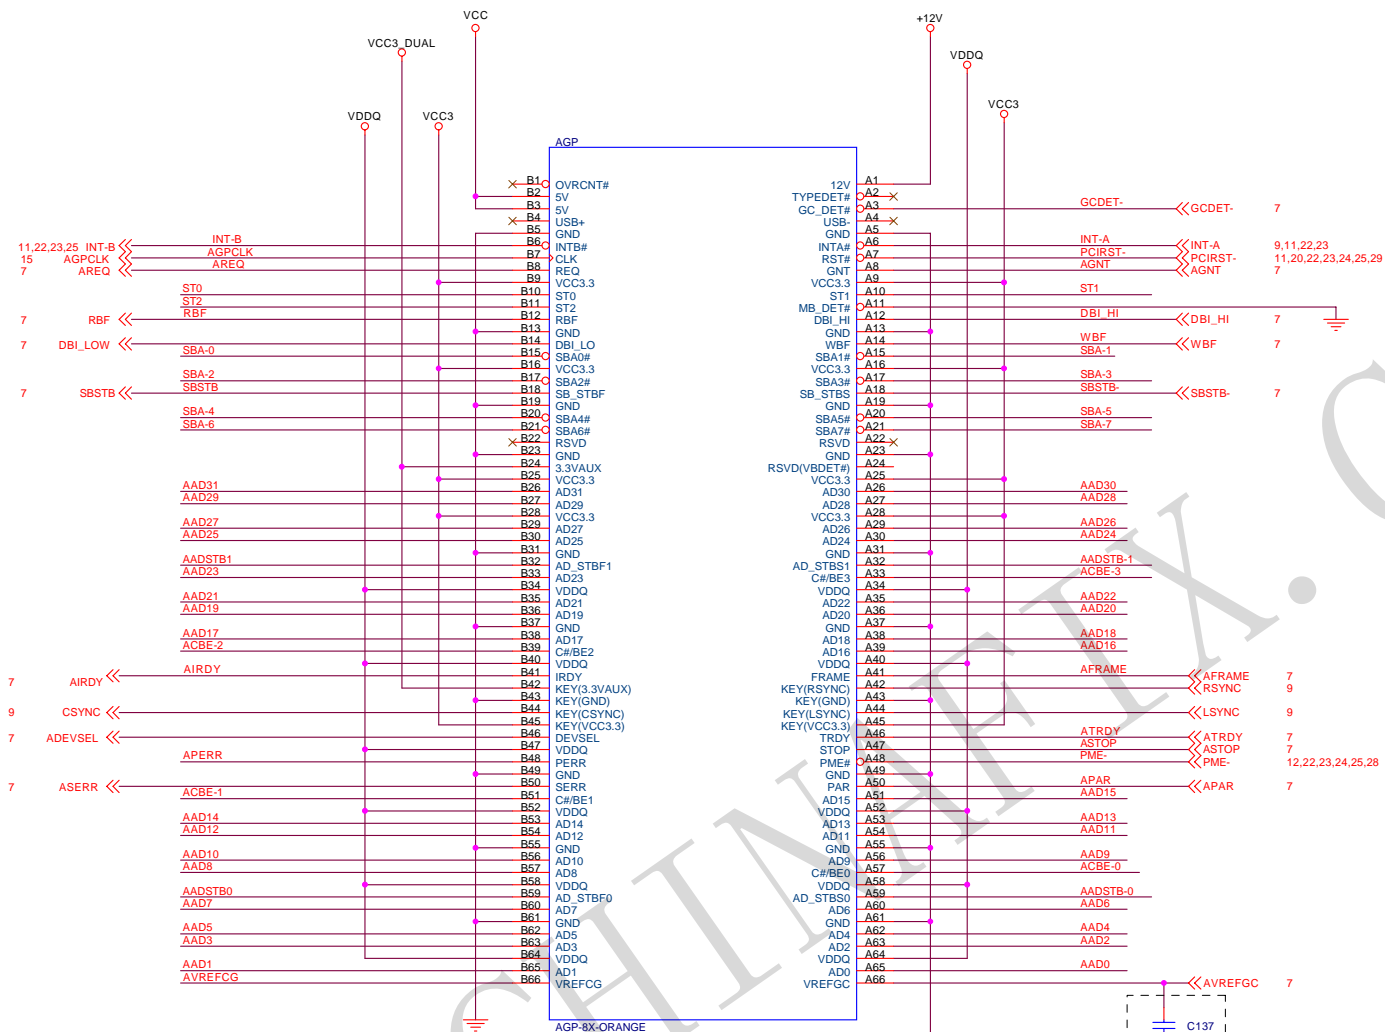 VCC
+12V
VCC3_DUAL
VDDQ
VDDQ
VCC3
VCC3
AGP
B1 OVRCNT# 12V A1
B2 5V TYPEDET# A2
B3 5V GC_DET# A3 GCDET- GCDET- 7
B4 USB+ USB- A4
B5 GND GND A5
11,22,23,25 INT-B INT-B B6 INTB# INTA# A6 INT-A INT-A 9,11,22,23
15 AGPCLK AGPCLK B7 CLK RST# A7 PCIRST- PCIRST- 11,20,22,23,24,25,29
7 AREQ AREQ B8 REQ GNT A8 AGNT AGNT 7
B9 VCC3.3 VCC3.3 A9
ST0 B10 ST0 ST1 A10 ST1
ST2 B11 ST2 MB_DET# A11
7 RBF RBF B12 RBF DBI_HI A12 DBI_HI DBI_HI 7
B13 GND GND A13
7 DBI_LOW B14 DBI_LO WBF A14 WBF WBF 7
SBA-0 B15 SBA0# SBA1# A15 SBA-1
B16 VCC3.3 VCC3.3 A16
SBA-2 B17 SBA2# SBA3# A17 SBA-3
7 SBSTB SBSTB B18 SB_STBF SB_STBS A18 SBSTB- SBSTB- 7
B19 GND GND A19
SBA-4 B20 SBA4# SBA5# A20 SBA-5
SBA-6 B21 SBA6# SBA7# A21 SBA-7
B22 RSVD RSVD A22
B23 GND GND A23
B24 3.3VAUX RSVD(VBDET#) A24
B25 VCC3.3 VCC3.3 A25
AAD31 B26 AD31 AD30 A26 AAD30
AAD29 B27 AD29 AD28 A27 AAD28
B28 VCC3.3 VCC3.3 A28
AAD27 B29 AD27 AD26 A29 AAD26
AAD25 B30 AD25 AD24 A30 AAD24
B31 GND GND A31
AADSTB1 B32 AD_STBF1 AD_STBS1 A32 AADSTB-1
AAD23 B33 AD23 C#/BE3 A33 ACBE-3
B34 VDDQ VDDQ A34
AAD21 B35 AD21 AD22 A35 AAD22
AAD19 B36 AD19 AD20 A36 AAD20
B37 GND GND A37
AAD17 B38 AD17 AD18 A38 AAD18
ACBE-2 B39 C#/BE2 AD16 A39 AAD16
B40 VDDQ VDDQ A40
7 AIRDY AIRDY B41 IRDY FRAME A41 AFRAME AFRAME 7
B42 KEY(3.3VAUX) KEY(RSYNC) A42 RSYNC 9
B43 KEY(GND) KEY(GND) A43
9 CSYNC B44 KEY(CSYNC) KEY(LSYNC) A44 LSYNC 9
B45 KEY(VCC3.3) KEY(VCC3.3) A45
7 ADEVSEL B46 DEVSEL TRDY A46 ATRDY ATRDY 7
B47 VDDQ STOP A47 ASTOP ASTOP 7
APERR B48 PERR PME# A48 PME- PME- 12,22,23,24,25,28
B49 GND GND A49
7 ASERR B50 SERR PAR A50 APAR APAR 7
ACBE-1 B51 C#/BE1 AD15 A51 AAD15
B52 VDDQ VDDQ A52
AAD14 B53 AD14 AD13 A53 AAD13
AAD12 B54 AD12 AD11 A54 AAD11
B55 GND GND A55
AAD10 B56 AD10 AD9 A56 AAD9
AAD8 B57 AD8 C#/BE0 A57 ACBE-0
B58 VDDQ VDDQ A58
AADSTB0 B59 AD_STBF0 AD_STBS0 A59 AADSTB-0
AAD7 B60 AD7 AD6 A60 AAD6
B61 GND GND A61
AAD5 B62 AD5 AD4 A62 AAD4
AAD3 B63 AD3 AD2 A63 AAD2
B64 VDDQ VDDQ A64
AAD1 B65 AD1 AD0 A65 AAD0
AVREFCG B66 VREFCG VREFGC A66 AVREFGC 7
AGP-8X-ORANGE
C137
CHINAFIX.C